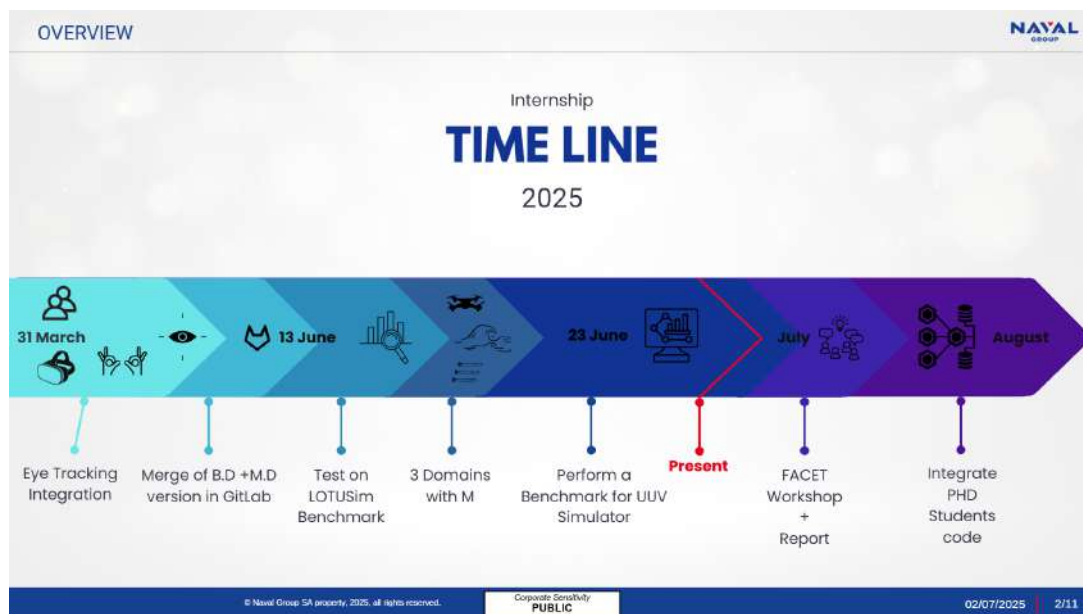 OVERVIEW
NAVAL
GROUP
Internship
TIME LINE
2025
31 March
13 June
23 June
July
August
Eye Tracking
Integration
Merge of B.D +M.D
version in GitLab
Test on
LOTUSim
Benchmark
3 Domains
with M
Perform a
Benchmark for UUV
Simulator
Present
FACET
Workshop
+
Report
Integrate
PHD
Students
code
© Naval Group SA property, 2025, all rights reserved.
Corporate Sensitivity
PUBLIC
02/07/2025
2/11